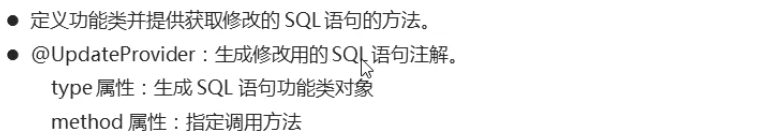 ● 定义功能类并提供获取修改的 SQL 语句的方法。
● @UpdateProvider：生成修改用的 SQL 语句注解。
type 属性：生成 SQL 语句功能类对象
method 属性：指定调用方法